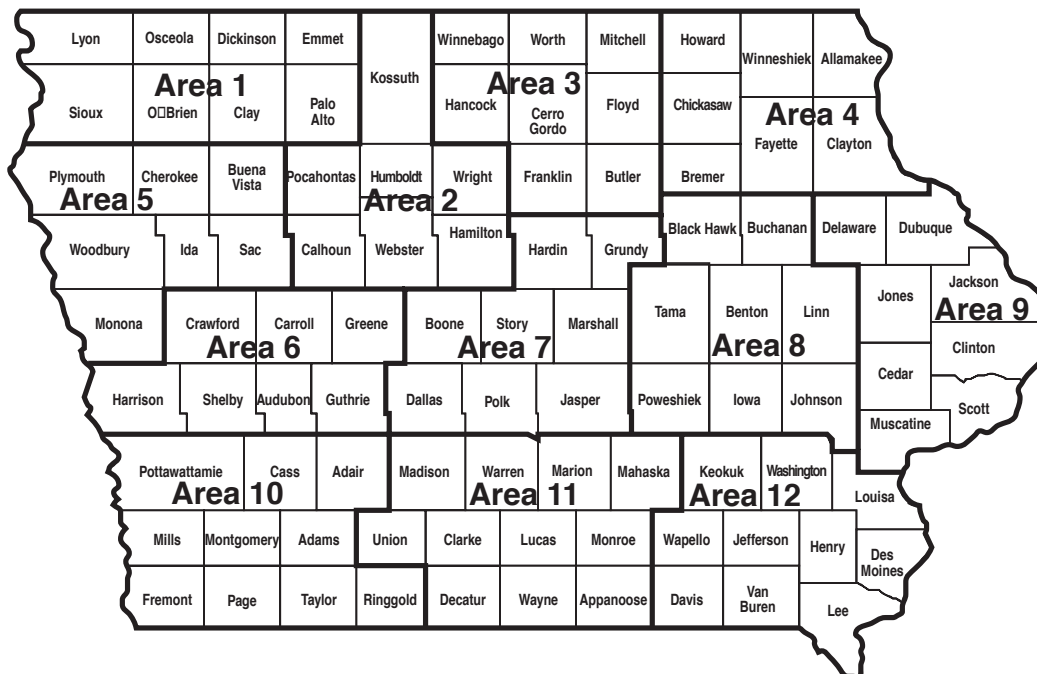 Lyon Osceola Dickinson Emmet Winnebago Worth Mitchell Howard
Winneshiek Allamakee
Kossuth
Area 1 Area 3
Sioux O▯Brien Clay Palo Alto Hancock Cerro Gordo Floyd Chickasaw
Area 4
Fayette Clayton
Plymouth Cherokee Buena Vista Pocahontas Humboldt Wright Franklin Butler Bremer
Area 5 Area 2
Woodbury Ida Sac Calhoun Webster Hamilton Hardin Grundy Black Hawk Buchanan Delaware Dubuque
Jones Jackson
Area 9
Monona Crawford Carroll Greene Boone Story Marshall Tama Benton Linn
Area 6 Area 7 Area 8
Clinton
Cedar
Harrison Shelby Audubon Guthrie Dallas Polk Jasper Poweshiek Iowa Johnson Scott
Muscatine
Pottawattamie Cass Adair Madison Warren Marion Mahaska Keokuk Washington
Area 10 Area 11 Area 12
Louisa
Mills Montgomery Adams Union Clarke Lucas Monroe Wapello Jefferson Henry Des Moines
Fremont Page Taylor Ringgold Decatur Wayne Appanoose Davis Van Buren Lee